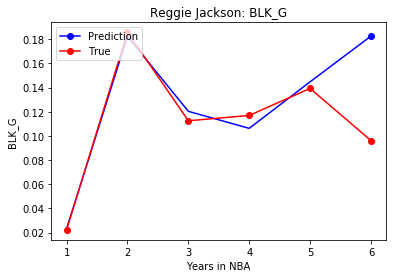 Reggie Jackson: BLK_G
Prediction
True
BLK_G
0.18
0.16
0.14
0.12
0.10
0.08
0.06
0.04
0.02
1 2 3 4 5 6
Years in NBA